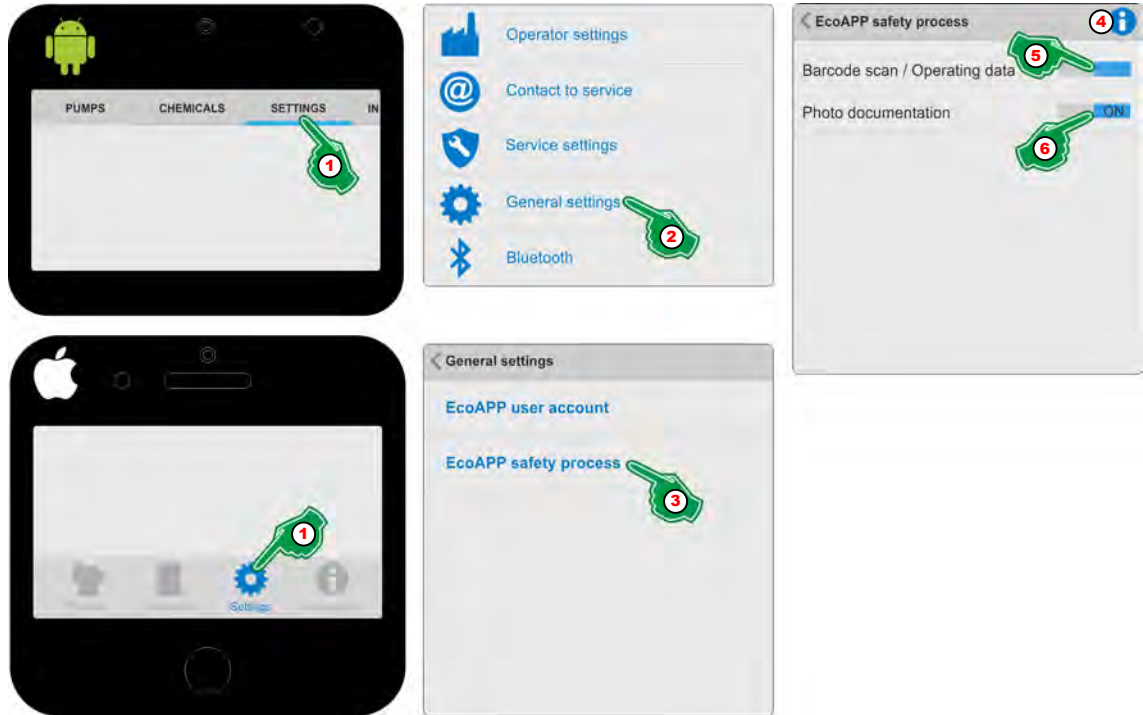 PUMPS CHEMICALS SETTINGS IN
1
Operator settings
Contact to service
Service settings
General settings
2
Bluetooth
EcoAPP safety process 4
5
Barcode scan / Operating data
Photo documentation ON
6
1
Settings
General settings
EcoAPP user account
EcoAPP safety process
3